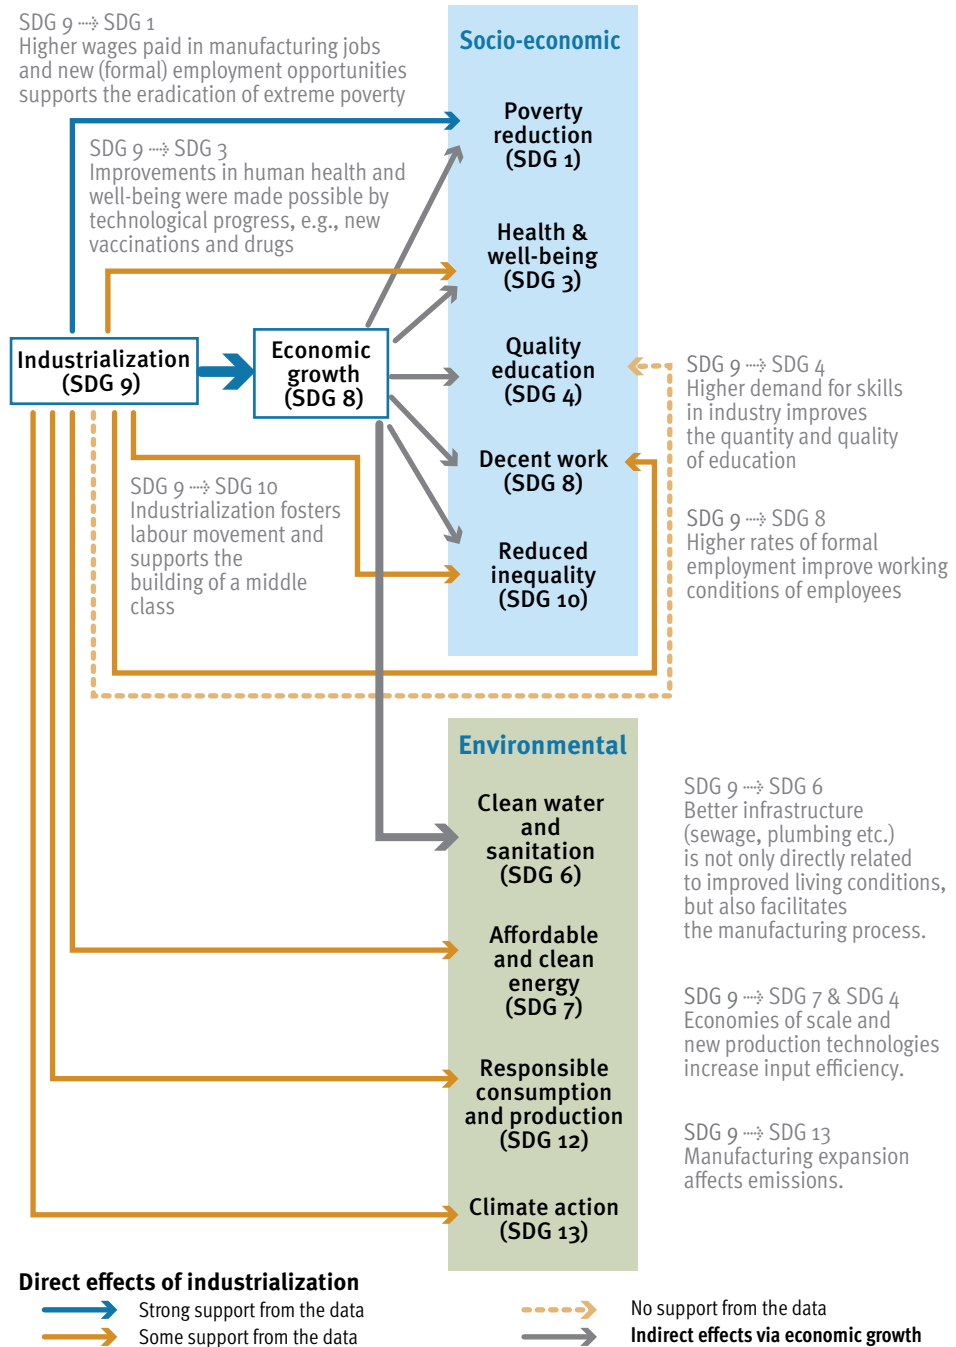 SDG 9 ····> SDG 1
Higher wages paid in manufacturing jobs
and new (formal) employment opportunities
supports the eradication of extreme poverty
Socio-economic
Poverty
reduction
(SDG 1)
SDG 9 ····> SDG 3
Improvements in human health and
well-being were made possible by
technological progress, e.g., new
vaccinations and drugs
Health &
well-being
(SDG 3)
Industrialization
(SDG 9)
Economic
growth
(SDG 8)
Quality
education
(SDG 4)
SDG 9 ····> SDG 4
Higher demand for skills
in industry improves
the quantity and quality
of education
Decent work
(SDG 8)
SDG 9 ····> SDG 10
Industrialization fosters
labour movement and
supports the
building of a middle
class
SDG 9 ····> SDG 8
Higher rates of formal
employment improve working
conditions of employees
Reduced
inequality
(SDG 10)
Environmental
Clean water
and
sanitation
(SDG 6)
SDG 9 ····> SDG 6
Better infrastructure
(sewage, plumbing etc.)
is not only directly related
to improved living conditions,
but also facilitates
the manufacturing process.
Affordable
and clean
energy
(SDG 7)
SDG 9 ····> SDG 7 & SDG 4
Economies of scale and
new production technologies
increase input efficiency.
Responsible
consumption
and production
(SDG 12)
SDG 9 ····> SDG 13
Manufacturing expansion
affects emissions.
Climate action
(SDG 13)
Direct effects of industrialization
Strong support from the data
Some support from the data
No support from the data
Indirect effects via economic growth